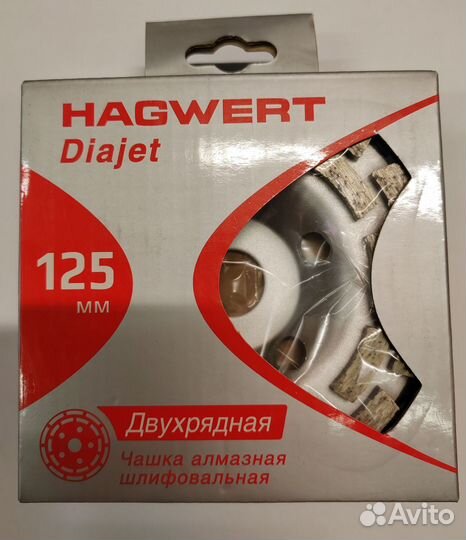 HAGWERT
Diajet
125
мм
Двухрядная
Чашка алмазная
шлифовальная
Avito